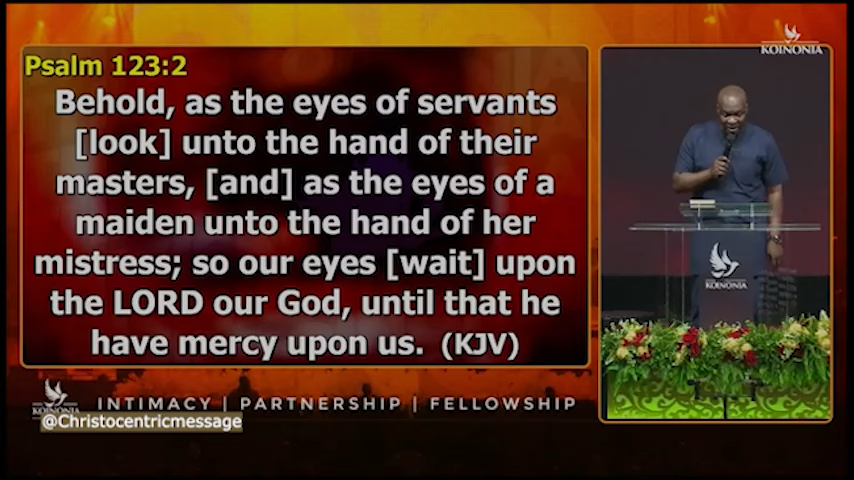 Psalm 123:2
Behold, as the eyes of servants
[look] unto the hand of their
masters, [and] as the eyes of a
maiden unto the hand of her
mistress; so our eyes [wait] upon
the LORD our God, until that he
have mercy upon us. (KJV)
KOINONIA
KOINONIA
KOINONIA
INTIMACY | PARTNERSHIP | FELLOWSHIP
@Christocentricmessage